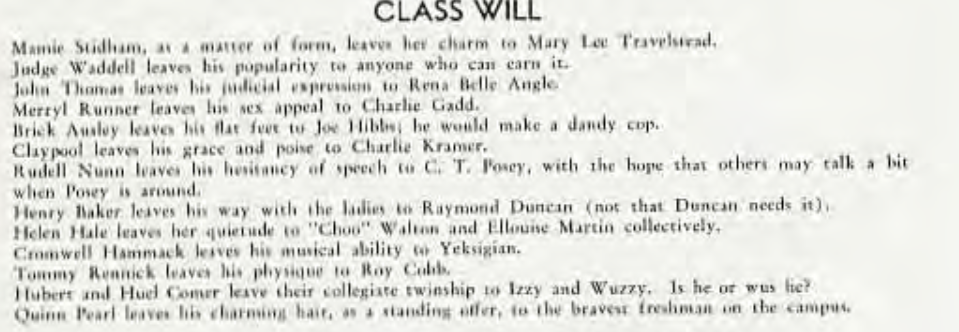 CLASS WILL
Mamie Stidham, as a matter of form, leaves her charm to Mary Lee Travelstead.
Judge Waddell leaves his popularity to anyone who can earn it.
John Thomas leaves his judicial expression to Rena Belle Angle.
Merryl Runner leaves his sex appeal to Charlie Gadd.
Brick Ausley leaves his flat feet to Joe Hibbs; he would make a dandy cop.
Claypool leaves his grace and poise to Charlie Kramer.
Rudell Nunn leaves his hesitancy of speech to C. T. Posey, with the hope that others may talk a bit
when Posey is around.
Henry Baker leaves his way with the ladies to Raymond Duncan (not that Duncan needs it).
Helen Hale leaves her quietude to "Choo" Walton and Ellouise Martin collectively.
Cromwell Hammack leaves his musical ability to Yeksigian.
Tommy Rennick leaves his physique to Roy Cobb.
Hubert and Huel Comer leave their collegiate twinship to Izzy and Wuzzy. Is he or wus he?
Quinn Pearl leaves his charming hair, as a standing offer, to the bravest freshman on the campus.